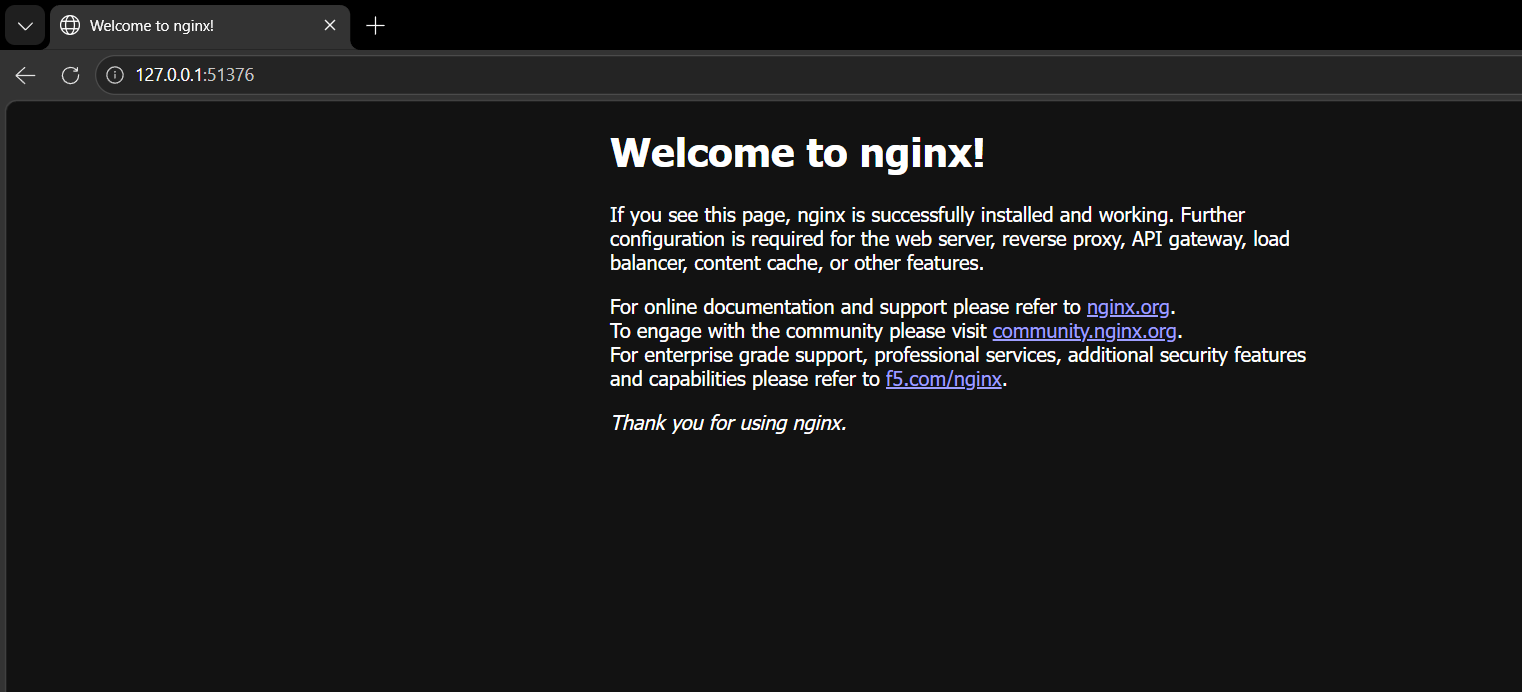 Welcome to nginx!
127.0.0.1:51376
Welcome to nginx!
If you see this page, nginx is successfully installed and working. Further
configuration is required for the web server, reverse proxy, API gateway, load
balancer, content cache, or other features.
For online documentation and support please refer to nginx.org.
To engage with the community please visit community.nginx.org.
For enterprise grade support, professional services, additional security features
and capabilities please refer to f5.com/nginx.
Thank you for using nginx.